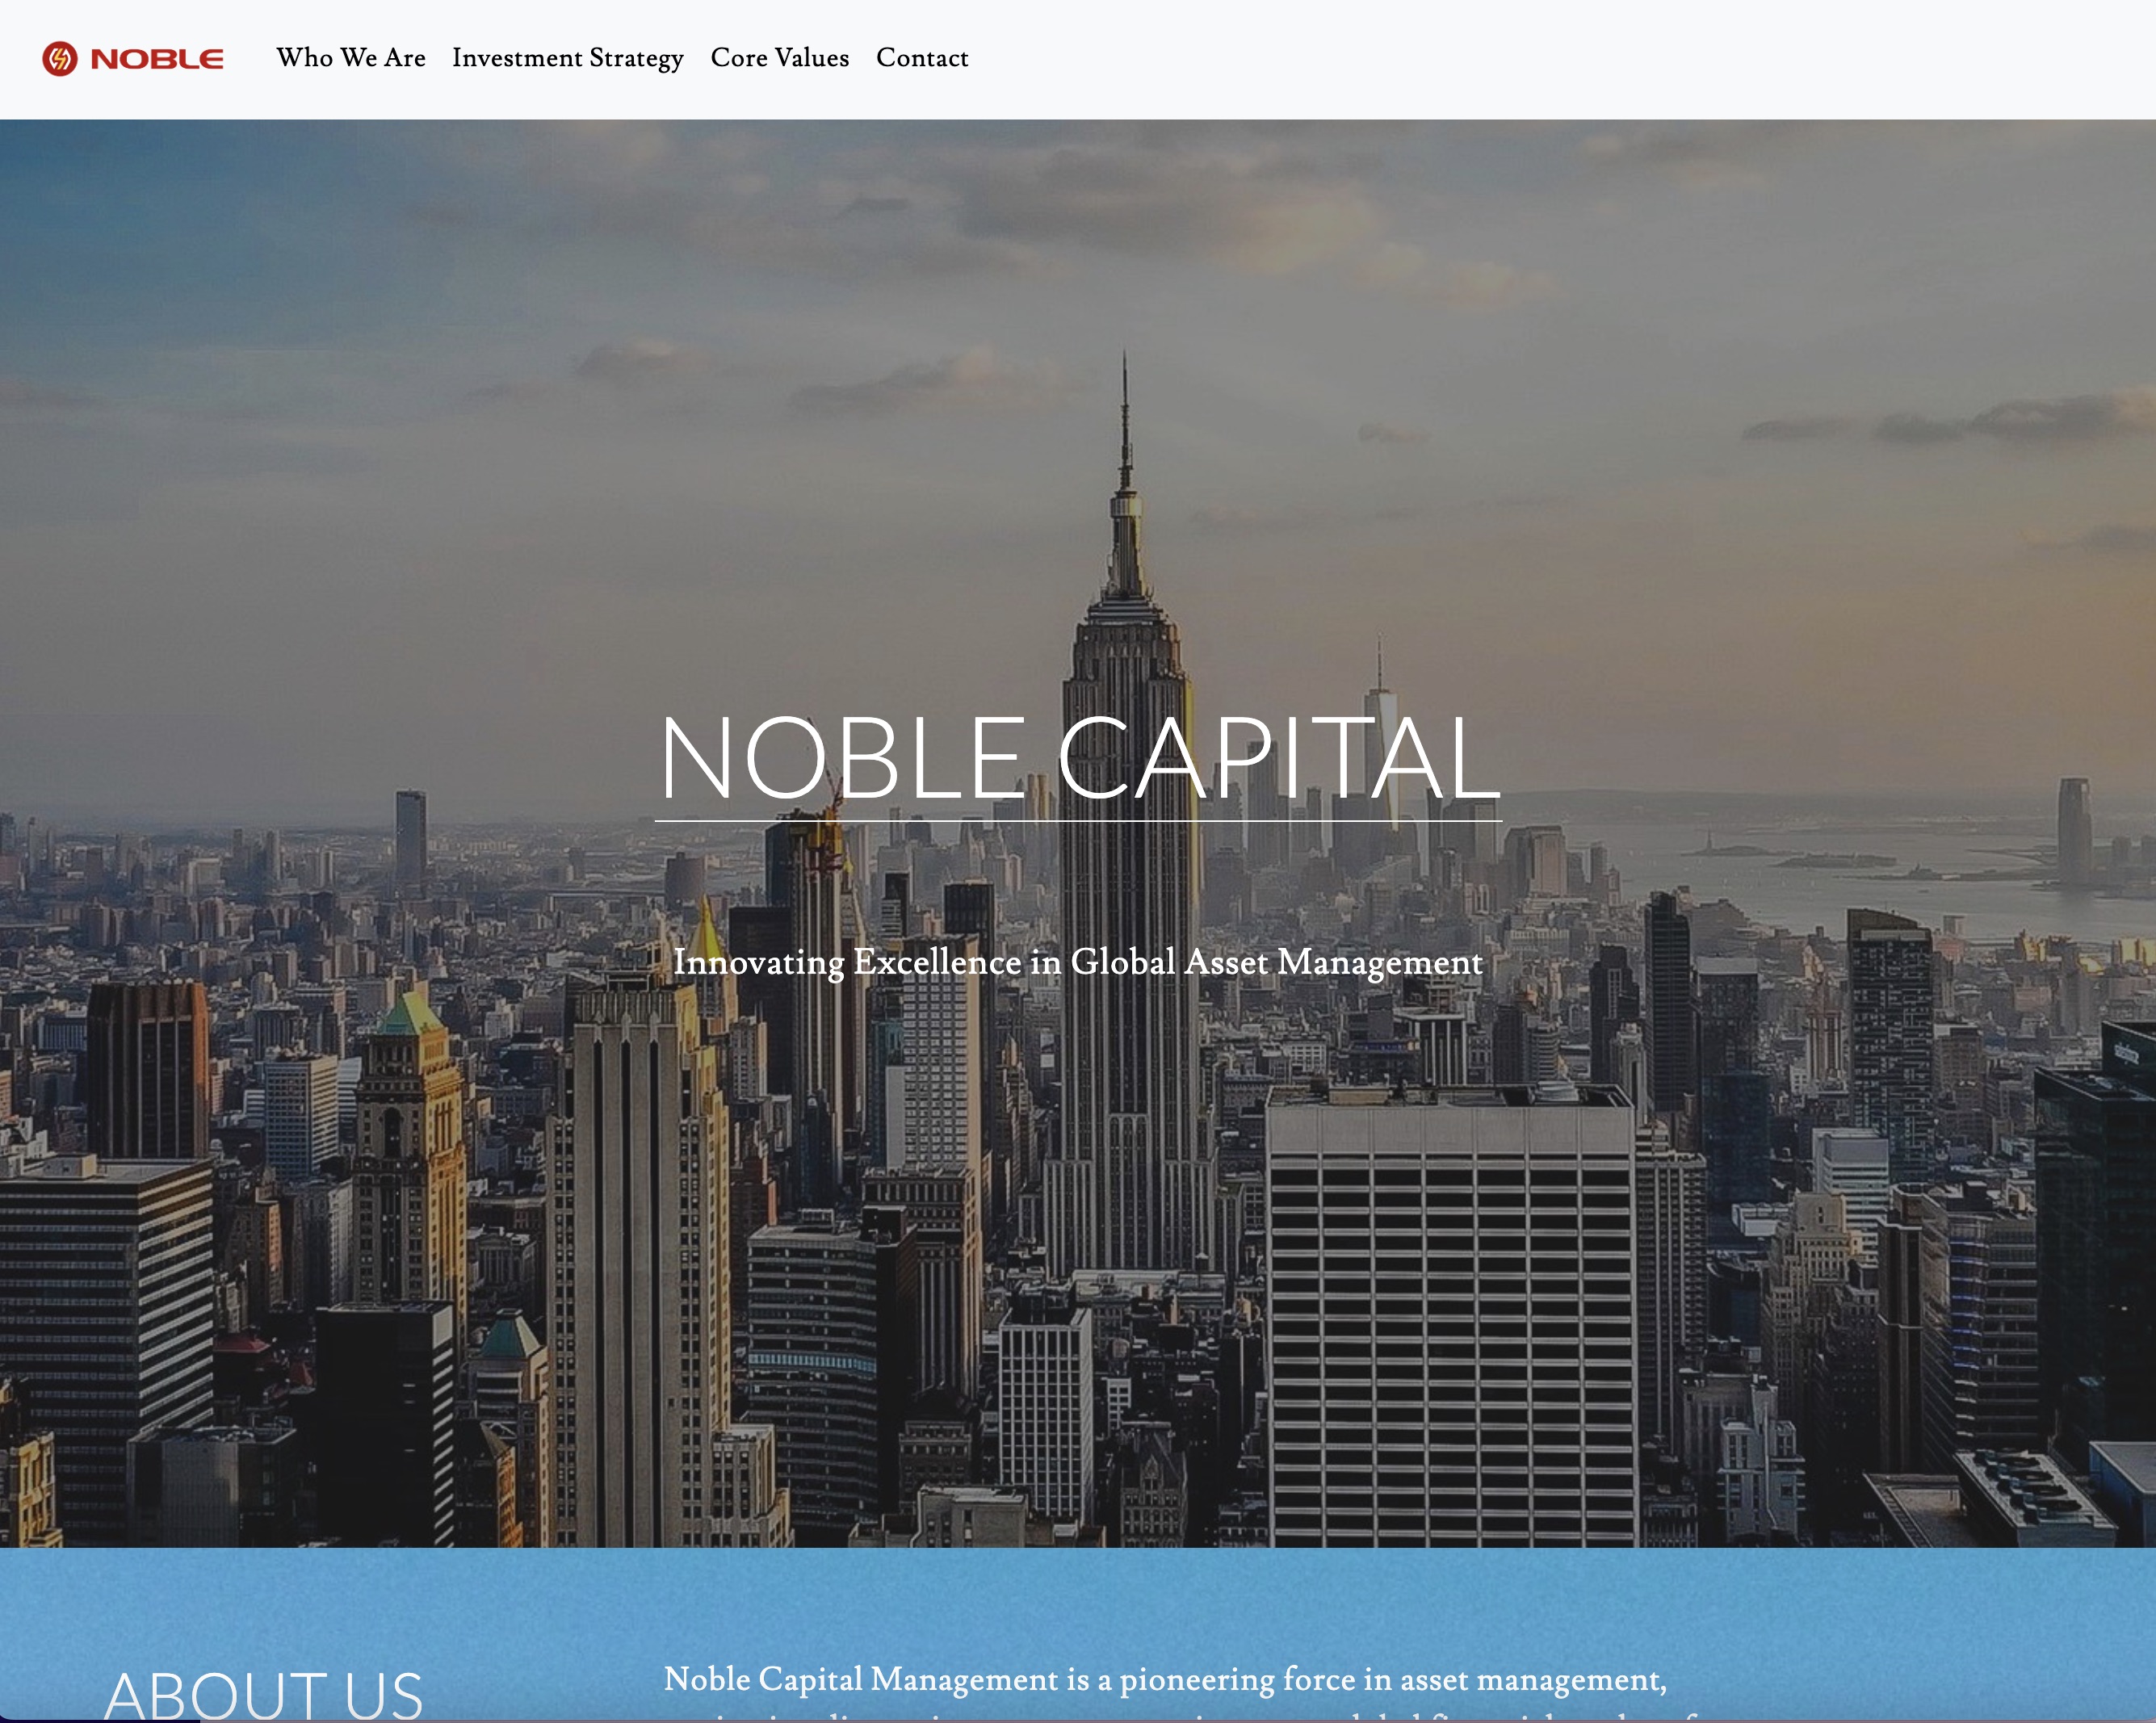 NOBLE
Who We Are
Investment Strategy
Core Values
Contact
NOBLE CAPITAL
Innovating Excellence in Global Asset Management
ABOUT US
Noble Capital Management is a pioneering force in asset management,